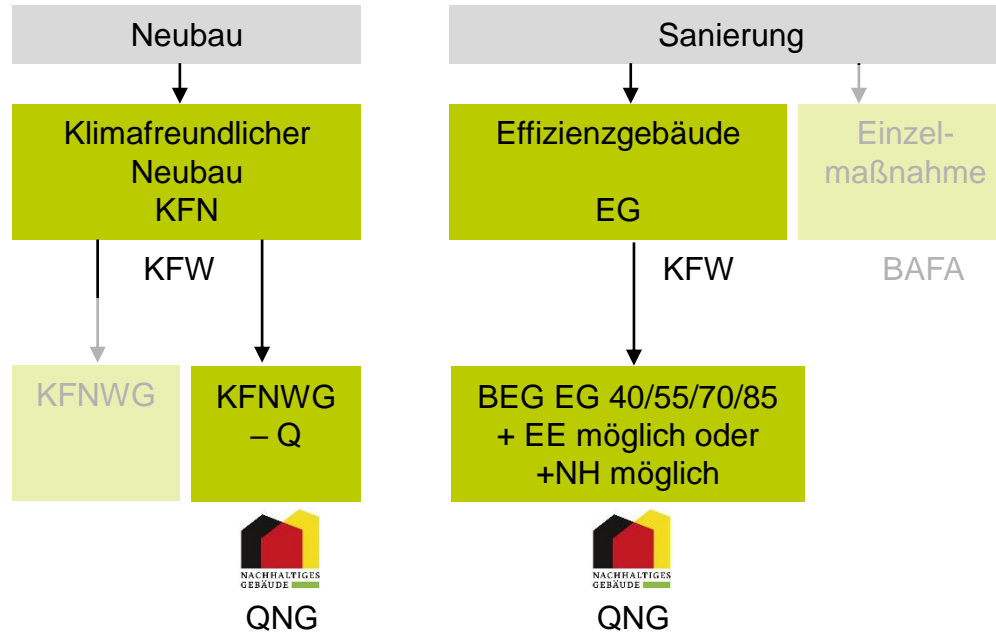 Neubau
Sanierung
Klimafreundlicher
Neubau
KFN
Effizienzgebäude
EG
Einzel-
maßnahme
KFW
KFW
BAFA
KFNWG
KFNWG
– Q
BEG EG 40/55/70/85
+ EE möglich oder
+NH möglich
NACHHALTIGES
GEBÄUDE
NACHHALTIGES
GEBÄUDE
QNG
QNG